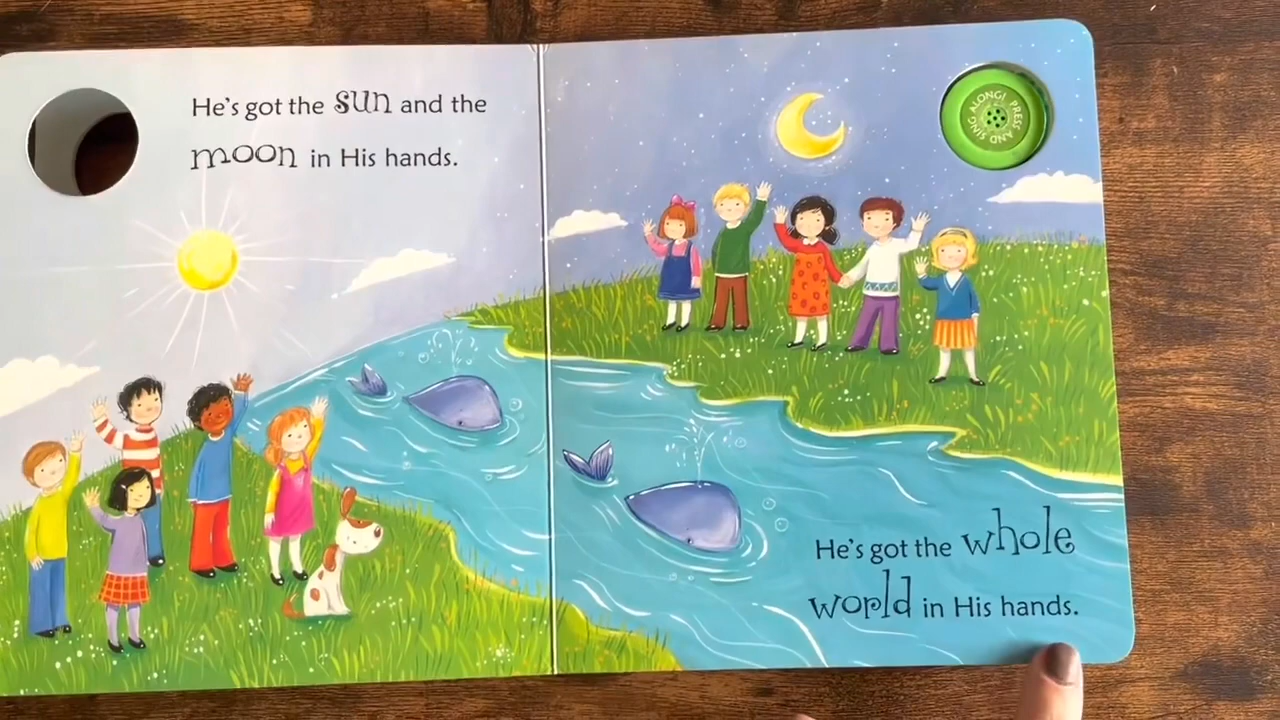 He's got the sun and the
moon in His hands.
PRESS AND SING ALONG!
He's got the whole
world in His hands.